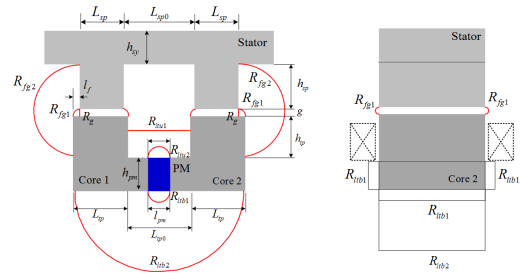 L_sp L_sp0 L_sp
h_sy Stator
R_fg2 l_f R_fg2 h_sp
R_fg1 R_g R_g R_fg1 g
R_ltu1
R_ltu2 h_tp
h_pm PM
Core 1 Core 2
R_ltb1
L_tp l_pm L_tp
L_tp0
R_ltb2
Stator
R_fg1 R_fg1
R_ltb1 Core 2 R_ltb1
R_ltb1
R_ltb2